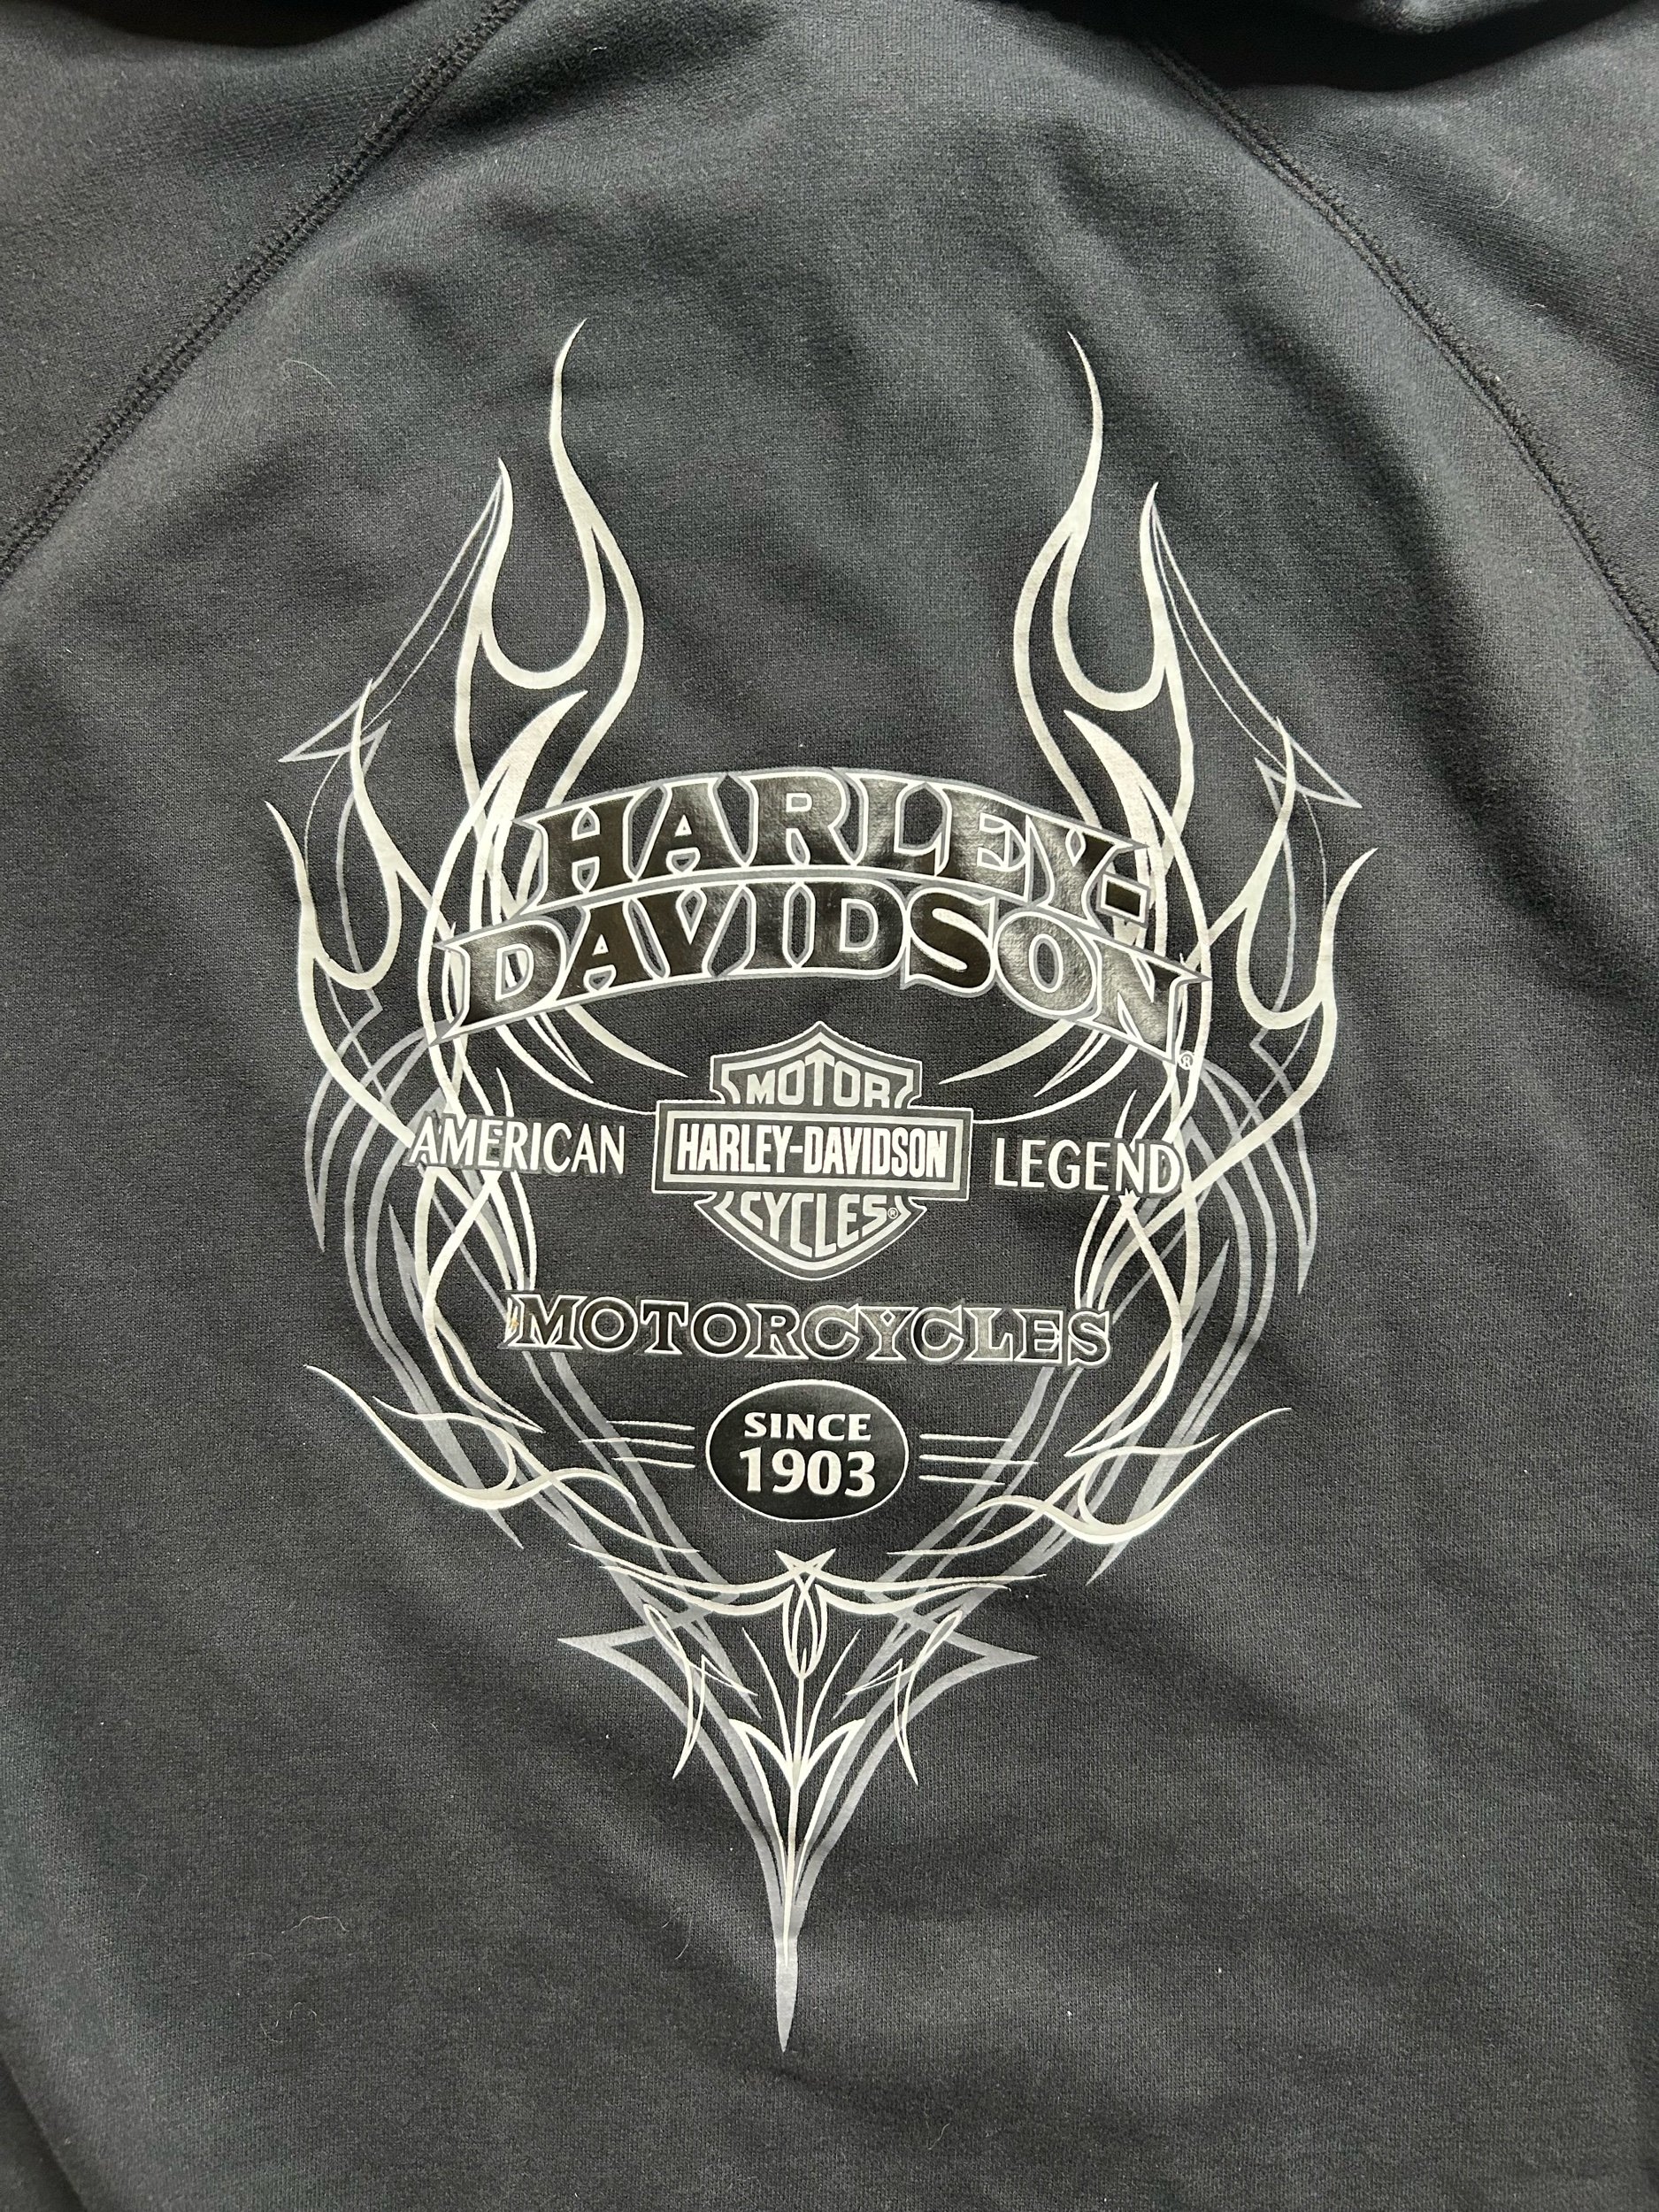 HARLEY-
DAVIDSON®
MOTOR
AMERICAN HARLEY-DAVIDSON LEGEND
CYCLES®
MOTORCYCLES
SINCE
1903